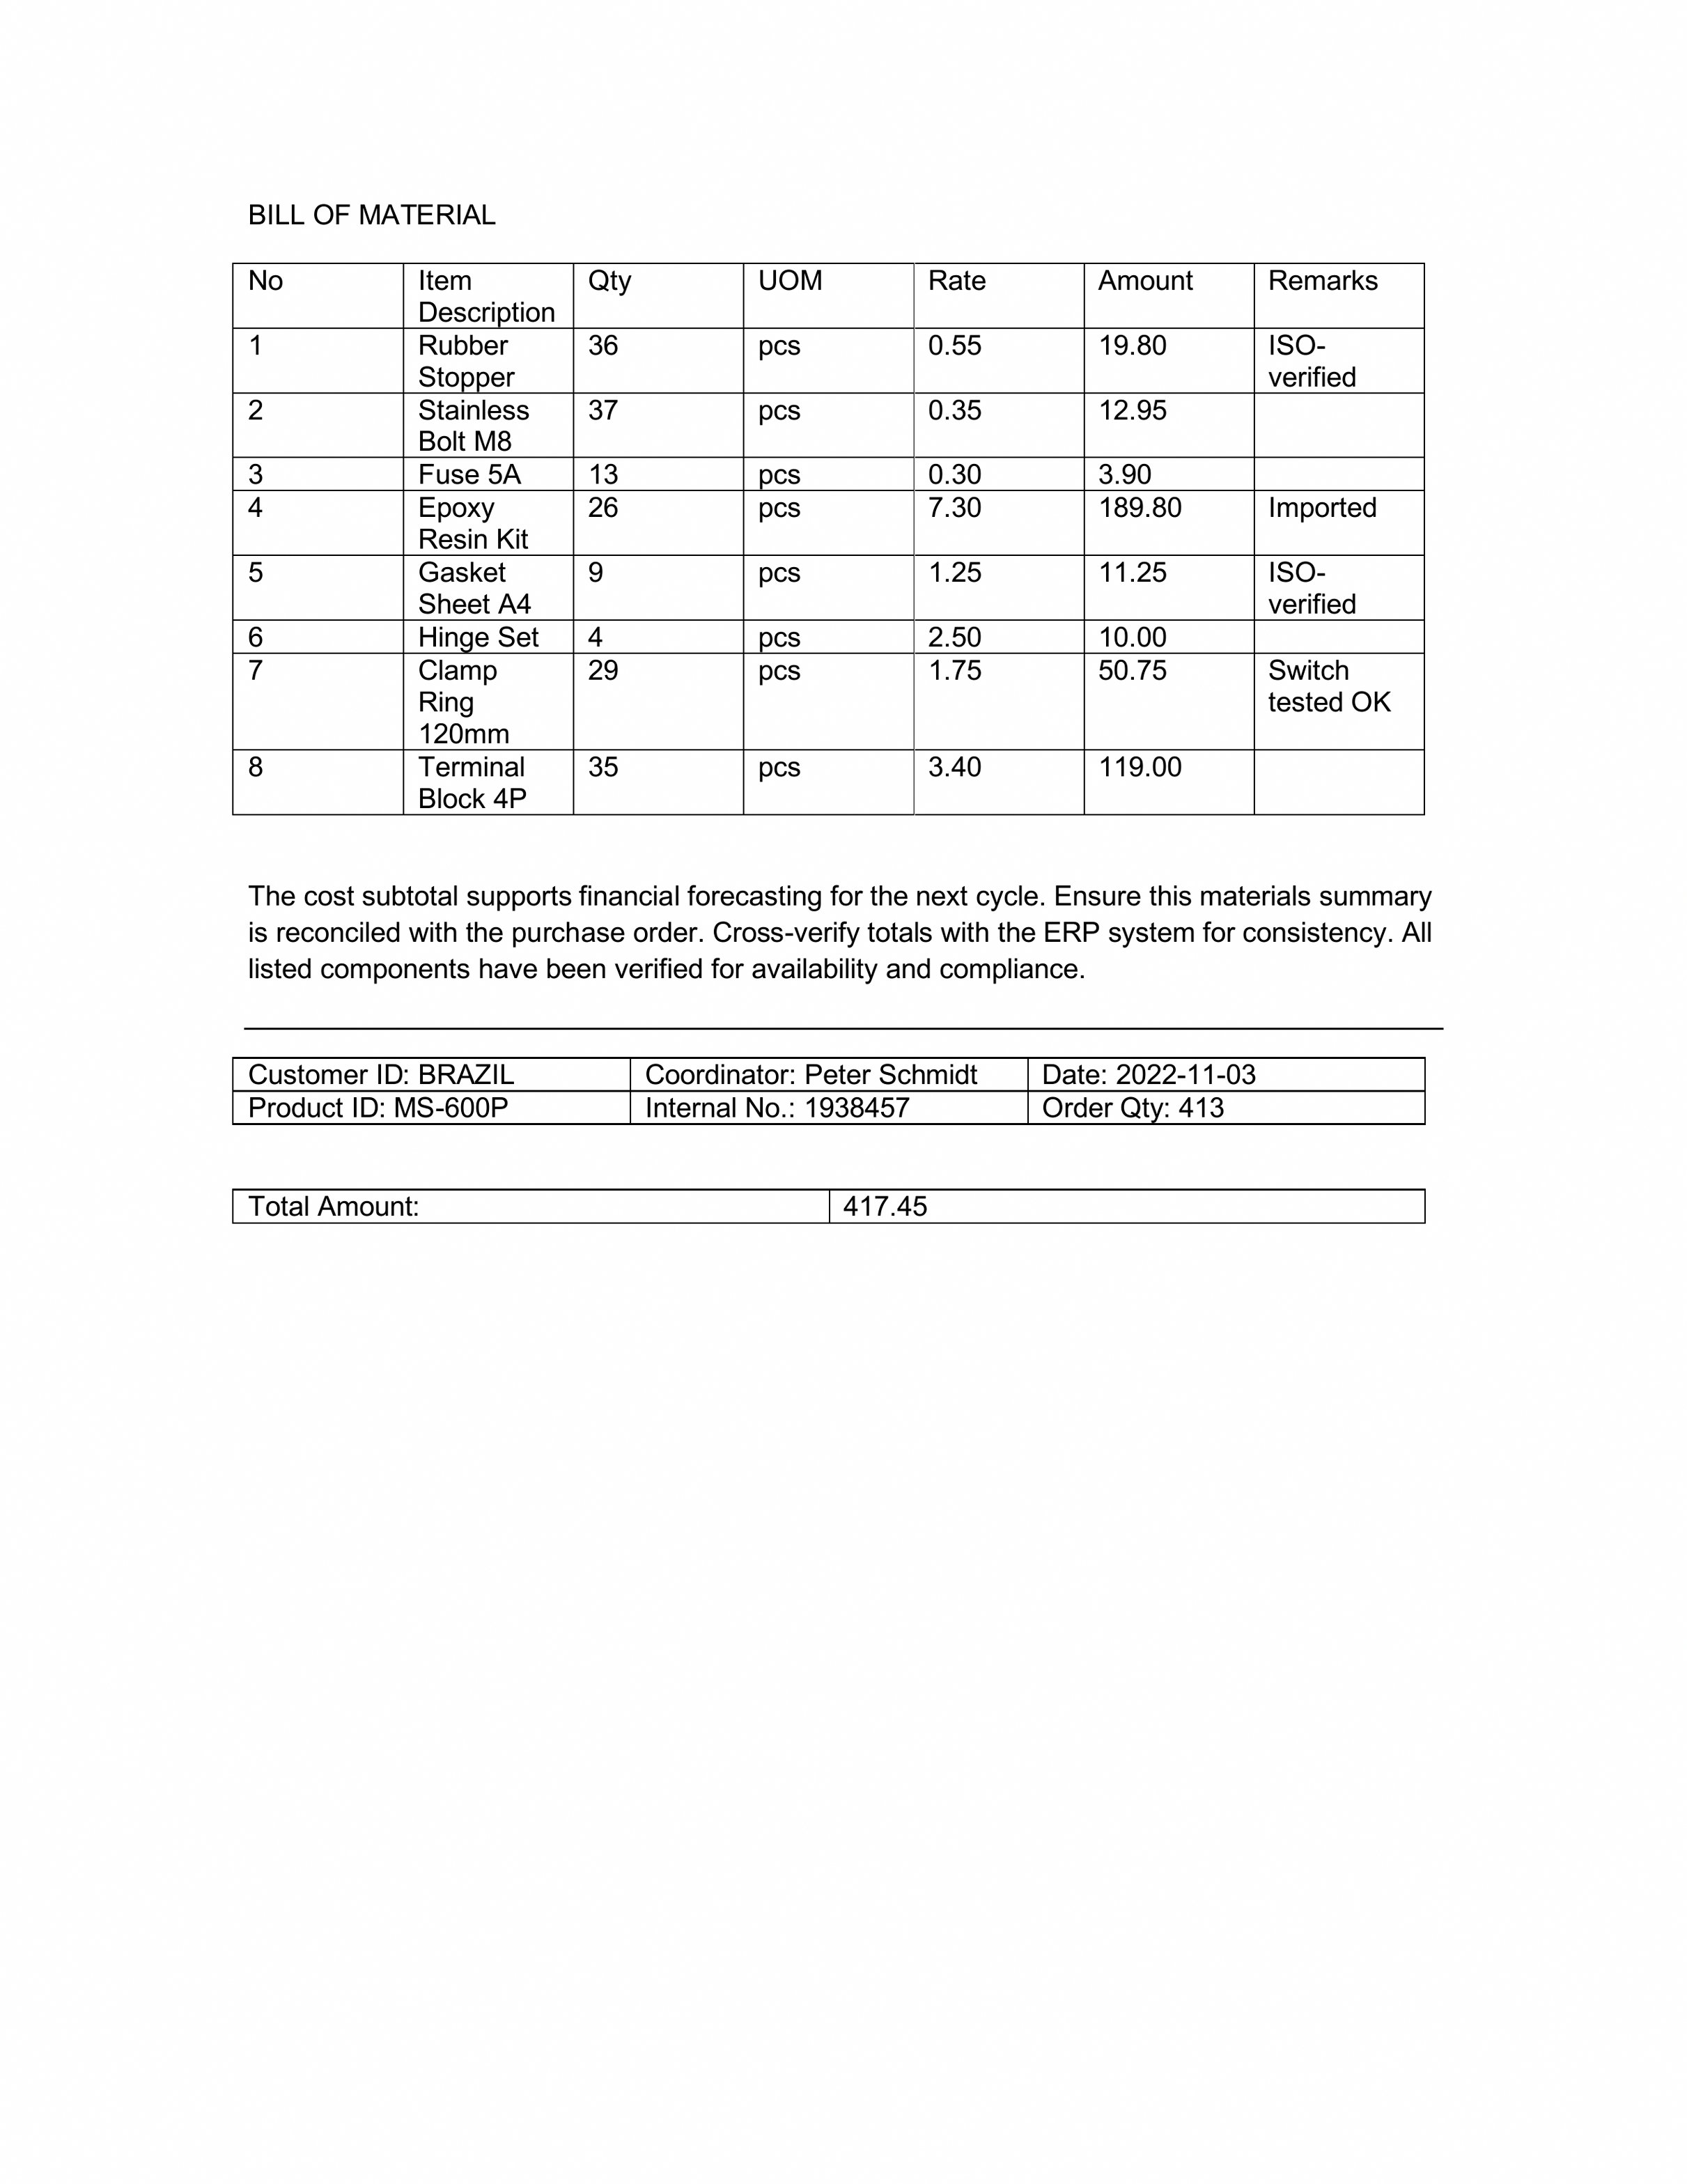 BILL OF MATERIAL
No Item Description Qty UOM Rate Amount Remarks
1 Rubber Stopper 36 pcs 0.55 19.80 ISO-verified
2 Stainless Bolt M8 37 pcs 0.35 12.95
3 Fuse 5A 13 pcs 0.30 3.90
4 Epoxy Resin Kit 26 pcs 7.30 189.80 Imported
5 Gasket Sheet A4 9 pcs 1.25 11.25 ISO-verified
6 Hinge Set 4 pcs 2.50 10.00
7 Clamp Ring 120mm 29 pcs 1.75 50.75 Switch tested OK
8 Terminal Block 4P 35 pcs 3.40 119.00
The cost subtotal supports financial forecasting for the next cycle. Ensure this materials summary
is reconciled with the purchase order. Cross-verify totals with the ERP system for consistency. All
listed components have been verified for availability and compliance.
Customer ID: BRAZIL Coordinator: Peter Schmidt Date: 2022-11-03
Product ID: MS-600P Internal No.: 1938457 Order Qty: 413
Total Amount: 417.45